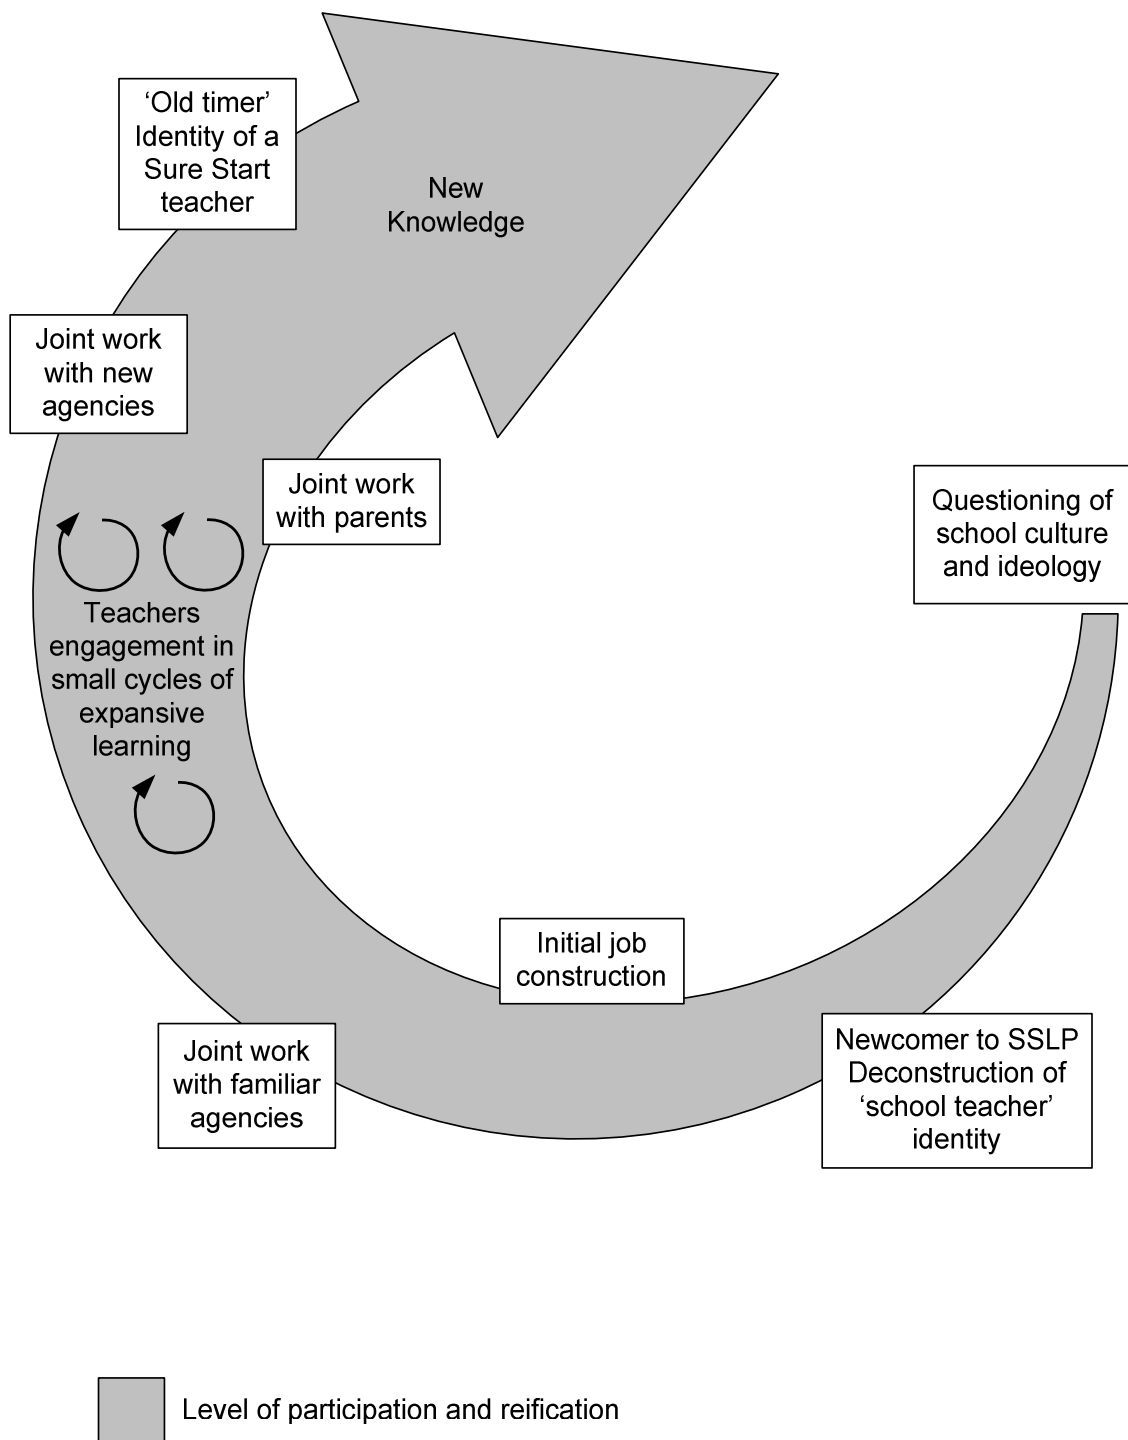 ‘Old timer’
Identity of a
Sure Start
teacher
New
Knowledge
Joint work
with new
agencies
Joint work
with parents
Questioning of
school culture
and ideology
Teachers
engagement in
small cycles of
expansive
learning
Initial job
construction
Joint work
with familiar
agencies
Newcomer to SSLP
Deconstruction of
‘school teacher’
identity
Level of participation and reification